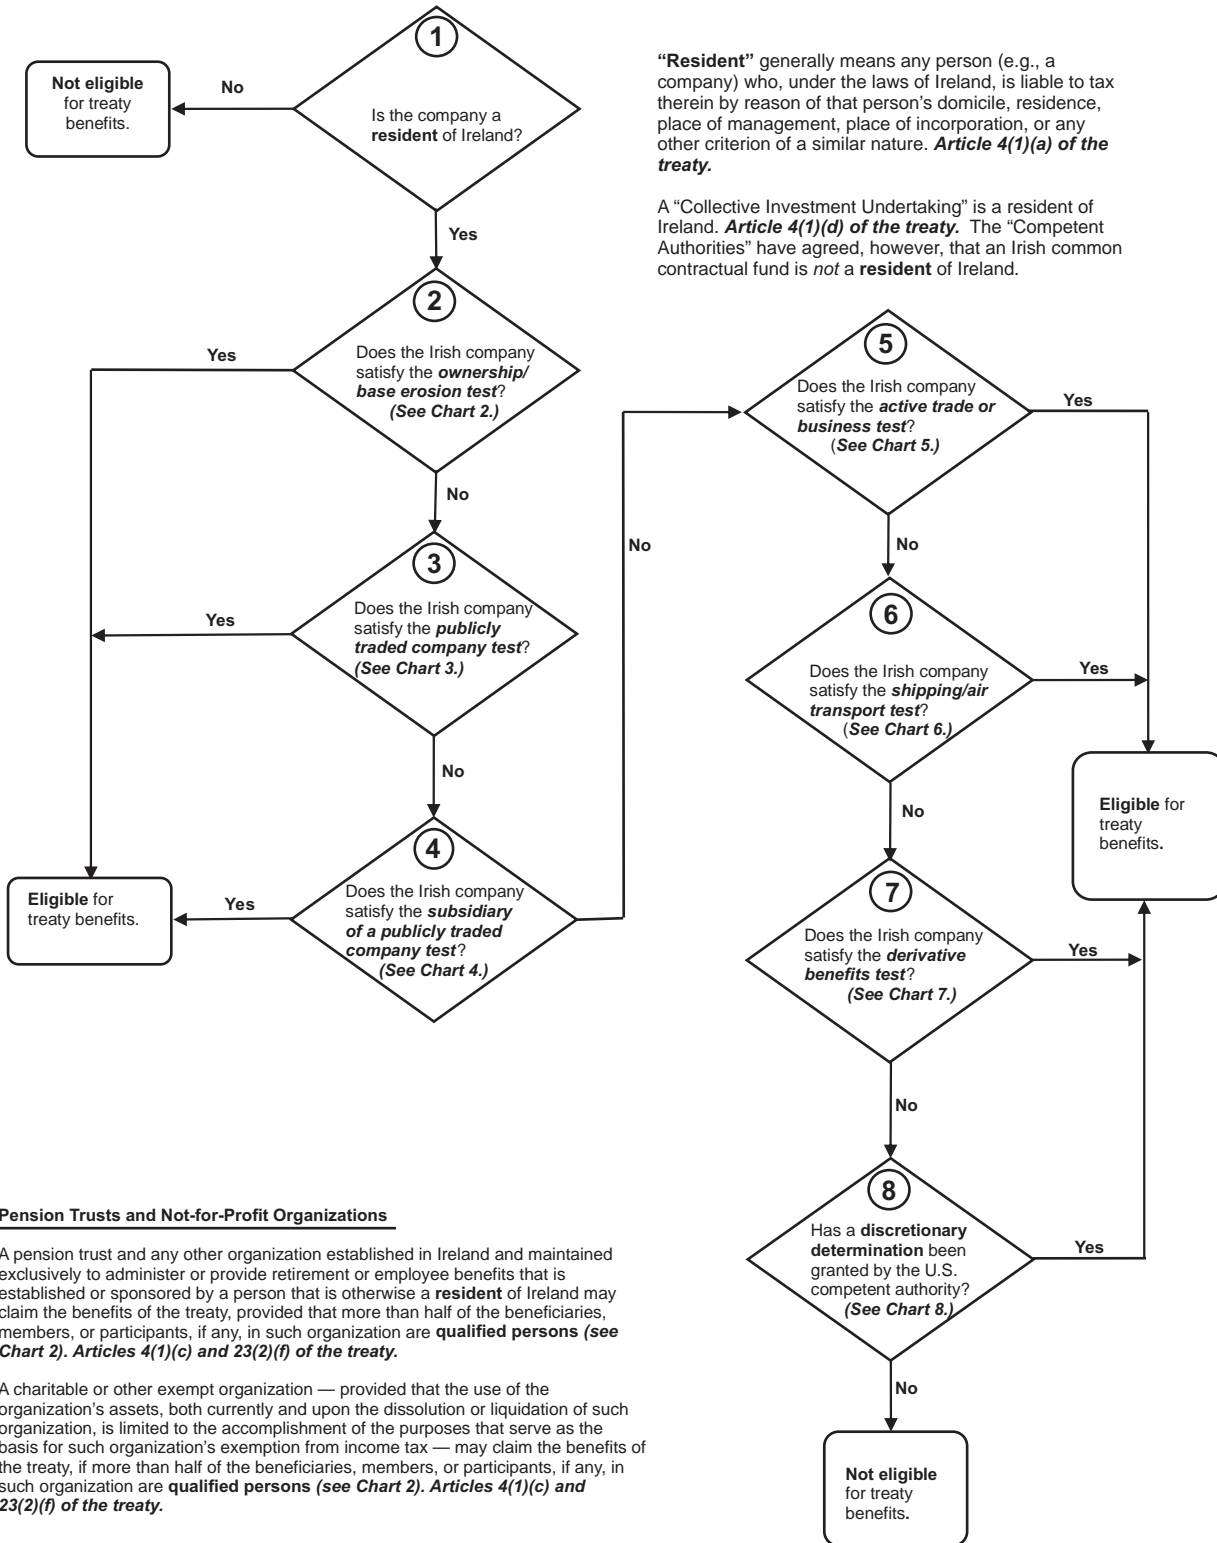 1
Is the company a
resident of Ireland?
No
Not eligible
for treaty
benefits.
Yes
“Resident” generally means any person (e.g., a
company) who, under the laws of Ireland, is liable to tax
therein by reason of that person’s domicile, residence,
place of management, place of incorporation, or any
other criterion of a similar nature. Article 4(1)(a) of the
treaty.
A “Collective Investment Undertaking” is a resident of
Ireland. Article 4(1)(d) of the treaty. The “Competent
Authorities” have agreed, however, that an Irish common
contractual fund is not a resident of Ireland.
2
Does the Irish company
satisfy the ownership/
base erosion test?
(See Chart 2.)
Yes
No
3
Does the Irish company
satisfy the publicly
traded company test?
(See Chart 3.)
Yes
No
4
Does the Irish company
satisfy the subsidiary
of a publicly traded
company test?
(See Chart 4.)
Yes
Eligible for
treaty benefits.
No
5
Does the Irish company
satisfy the active trade or
business test?
(See Chart 5.)
Yes
No
6
Does the Irish company
satisfy the shipping/air
transport test?
(See Chart 6.)
Yes
Eligible for
treaty
benefits.
No
7
Does the Irish company
satisfy the derivative
benefits test?
(See Chart 7.)
Yes
No
8
Has a discretionary
determination been
granted by the U.S.
competent authority?
(See Chart 8.)
Yes
No
Not eligible
for treaty
benefits.
Pension Trusts and Not-for-Profit Organizations
A pension trust and any other organization established in Ireland and maintained
exclusively to administer or provide retirement or employee benefits that is
established or sponsored by a person that is otherwise a resident of Ireland may
claim the benefits of the treaty, provided that more than half of the beneficiaries,
members, or participants, if any, in such organization are qualified persons (see
Chart 2). Articles 4(1)(c) and 23(2)(f) of the treaty.
A charitable or other exempt organization — provided that the use of the
organization’s assets, both currently and upon the dissolution or liquidation of such
organization, is limited to the accomplishment of the purposes that serve as the
basis for such organization’s exemption from income tax — may claim the benefits of
the treaty, if more than half of the beneficiaries, members, or participants, if any, in
such organization are qualified persons (see Chart 2). Articles 4(1)(c) and
23(2)(f) of the treaty.